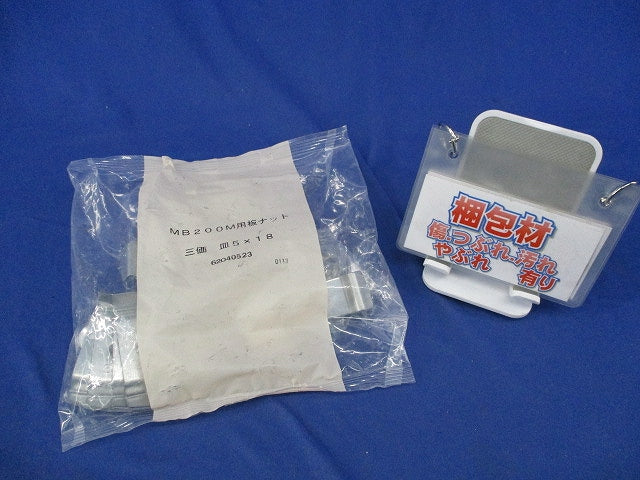 MB200M用板ナット
三価 皿5×18
62040523 0113
梱包材
傷、つぶれ、汚れ
やぶれ 有り